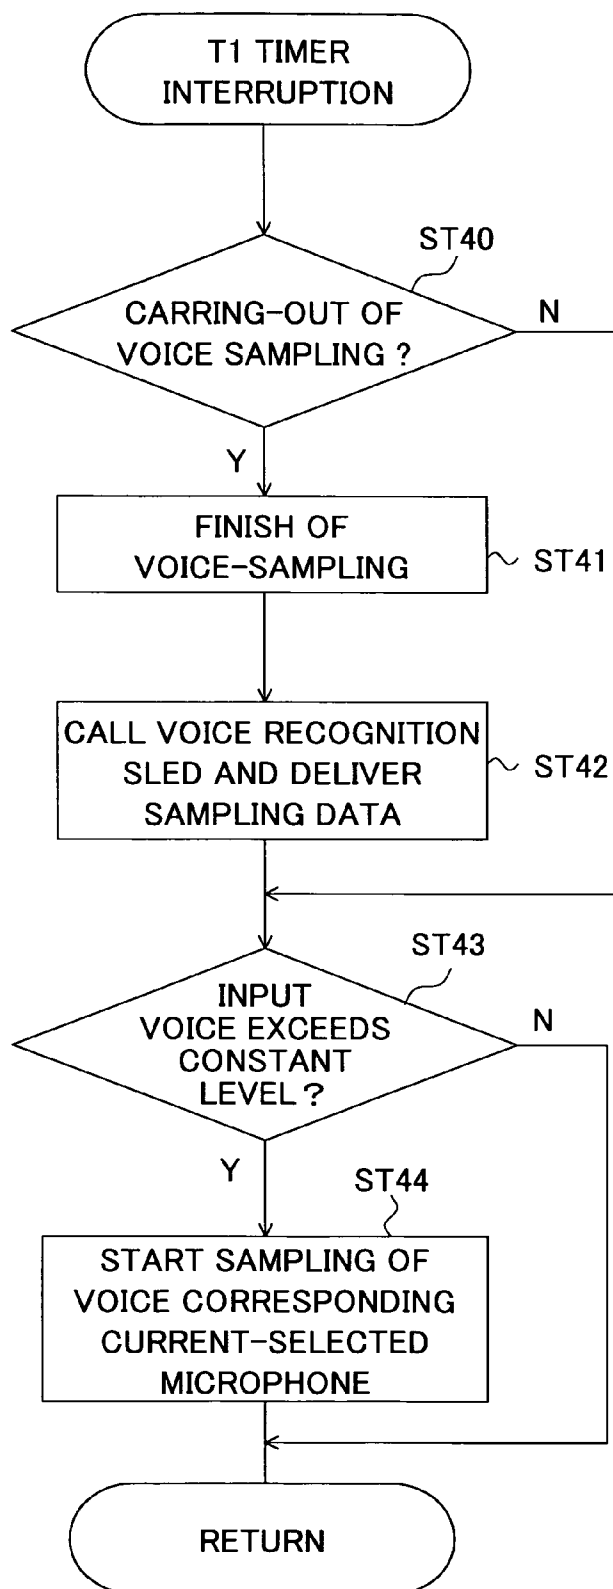 T1 TIMER
INTERRUPTION
ST40
CARRING-OUT OF
VOICE SAMPLING ?
N
Y
FINISH OF
VOICE-SAMPLING
ST41
CALL VOICE RECOGNITION
SLED AND DELIVER
SAMPLING DATA
ST42
ST43
INPUT
VOICE EXCEEDS
CONSTANT
LEVEL ?
N
Y
ST44
START SAMPLING OF
VOICE CORRESPONDING
CURRENT-SELECTED
MICROPHONE
RETURN